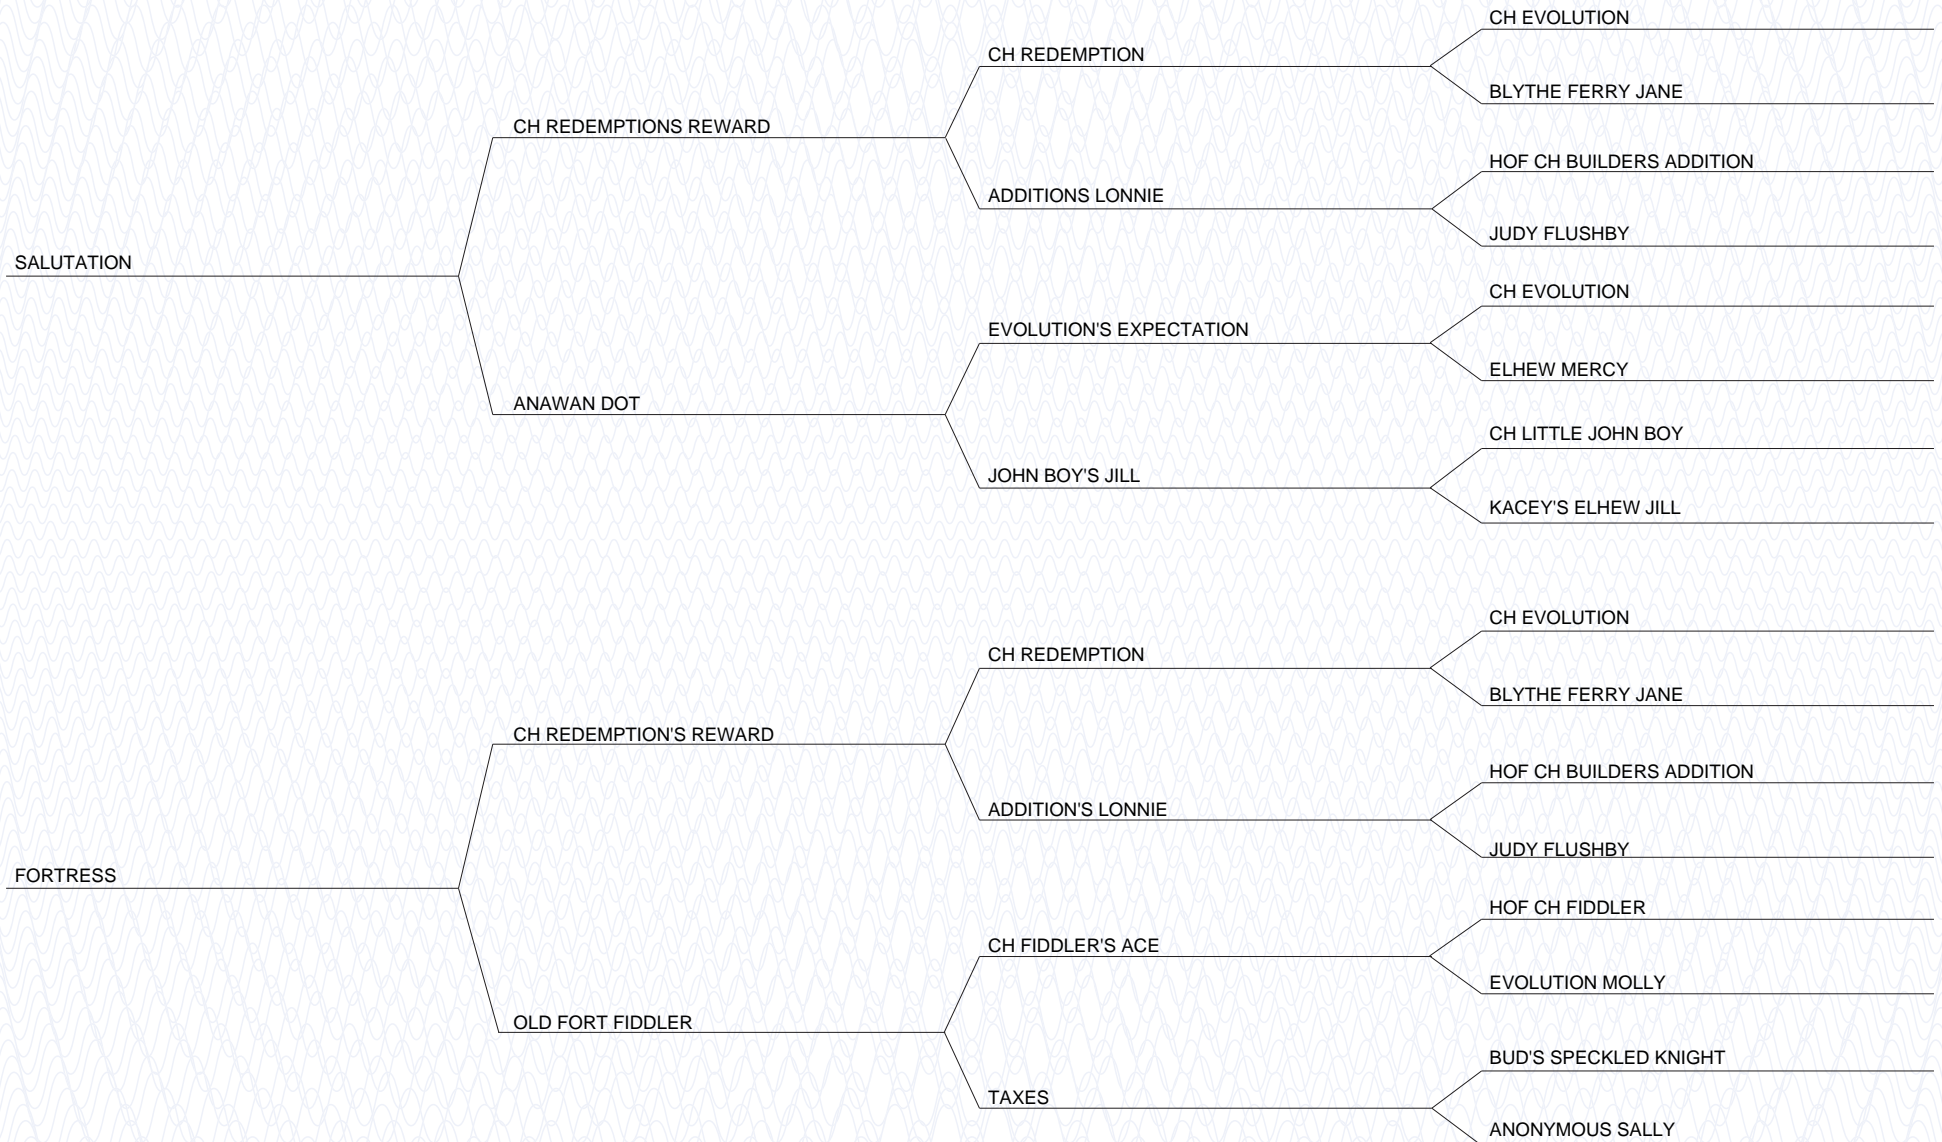 CH EVOLUTION
CH REDEMPTION
BLYTHE FERRY JANE
CH REDEMPTIONS REWARD
HOF CH BUILDERS ADDITION
ADDITIONS LONNIE
JUDY FLUSHBY
SALUTATION
CH EVOLUTION
EVOLUTION'S EXPECTATION
ELHEW MERCY
ANAWAN DOT
CH LITTLE JOHN BOY
JOHN BOY'S JILL
KACEY'S ELHEW JILL
CH EVOLUTION
CH REDEMPTION
BLYTHE FERRY JANE
CH REDEMPTION'S REWARD
HOF CH BUILDERS ADDITION
ADDITION'S LONNIE
JUDY FLUSHBY
FORTRESS
HOF CH FIDDLER
CH FIDDLER'S ACE
EVOLUTION MOLLY
OLD FORT FIDDLER
BUD'S SPECKLED KNIGHT
TAXES
ANONYMOUS SALLY